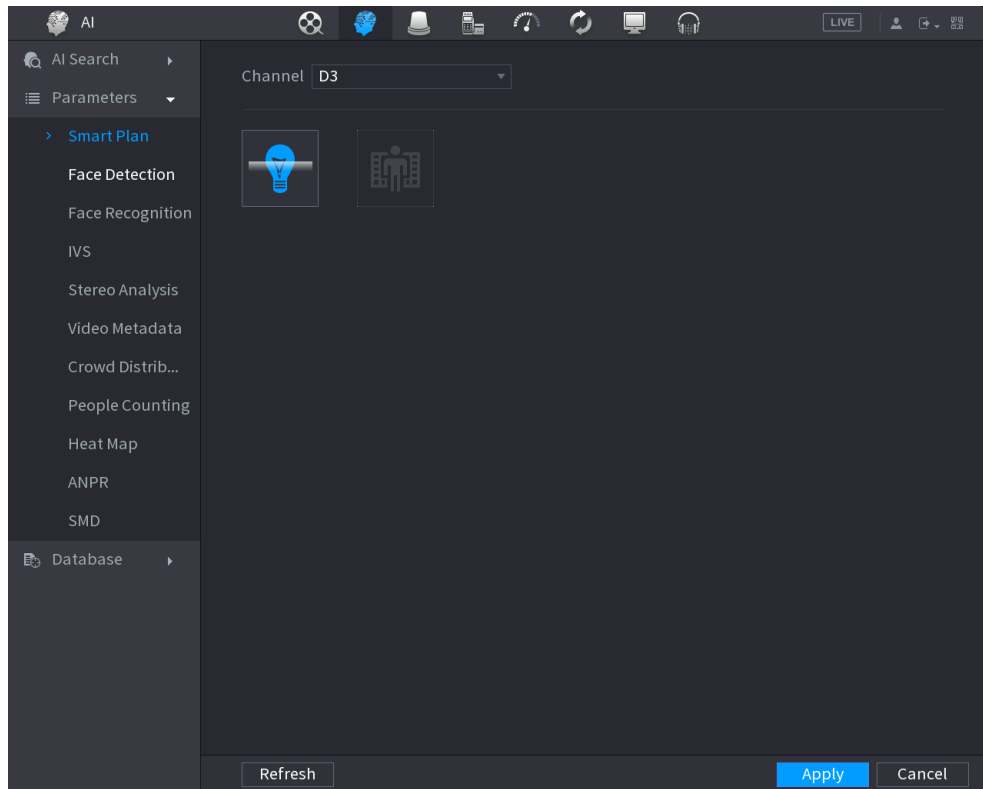 AI
LIVE
AI Search
Parameters
Smart Plan
Face Detection
Face Recognition
IVS
Stereo Analysis
Video Metadata
Crowd Distrib...
People Counting
Heat Map
ANPR
SMD
Database
Channel D3
Refresh
Apply
Cancel